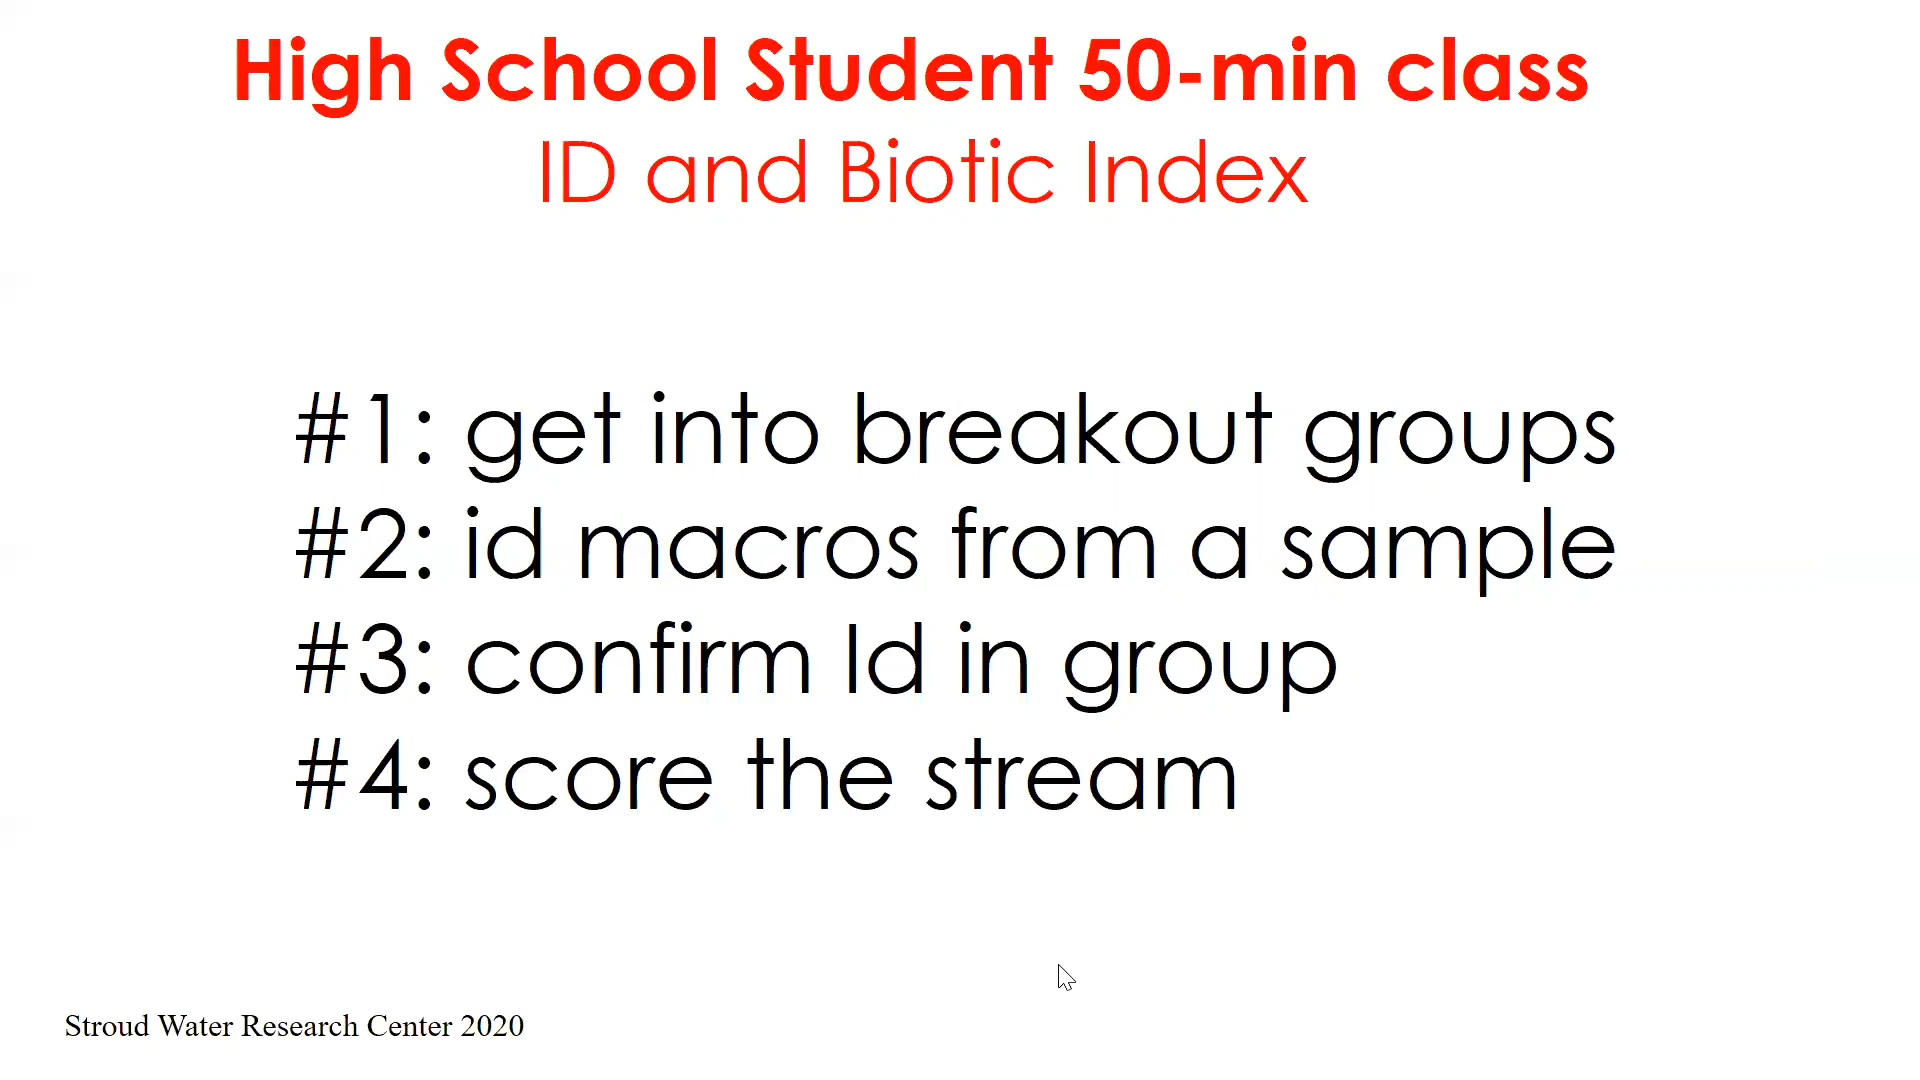 High School Student 50-min class
ID and Biotic Index
#1: get into breakout groups
#2: id macros from a sample
#3: confirm Id in group
#4: score the stream
Stroud Water Research Center 2020